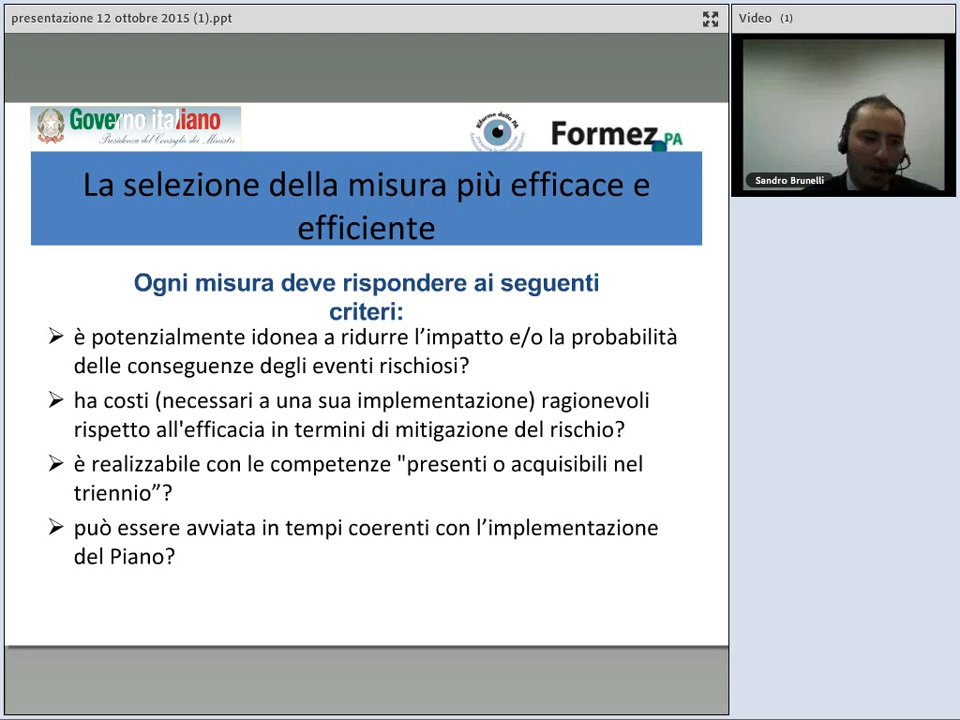 presentazione 12 ottobre 2015 (1).ppt
Video (1)
Governo italiano
Presidenza del Consiglio dei Ministri
Riforme della PA
Formez PA
Sandro Brunelli
La selezione della misura più efficace e
efficiente
Ogni misura deve rispondere ai seguenti
criteri:
è potenzialmente idonea a ridurre l’impatto e/o la probabilità
delle conseguenze degli eventi rischiosi?
ha costi (necessari a una sua implementazione) ragionevoli
rispetto all'efficacia in termini di mitigazione del rischio?
è realizzabile con le competenze "presenti o acquisibili nel
triennio”?
può essere avviata in tempi coerenti con l’implementazione
del Piano?